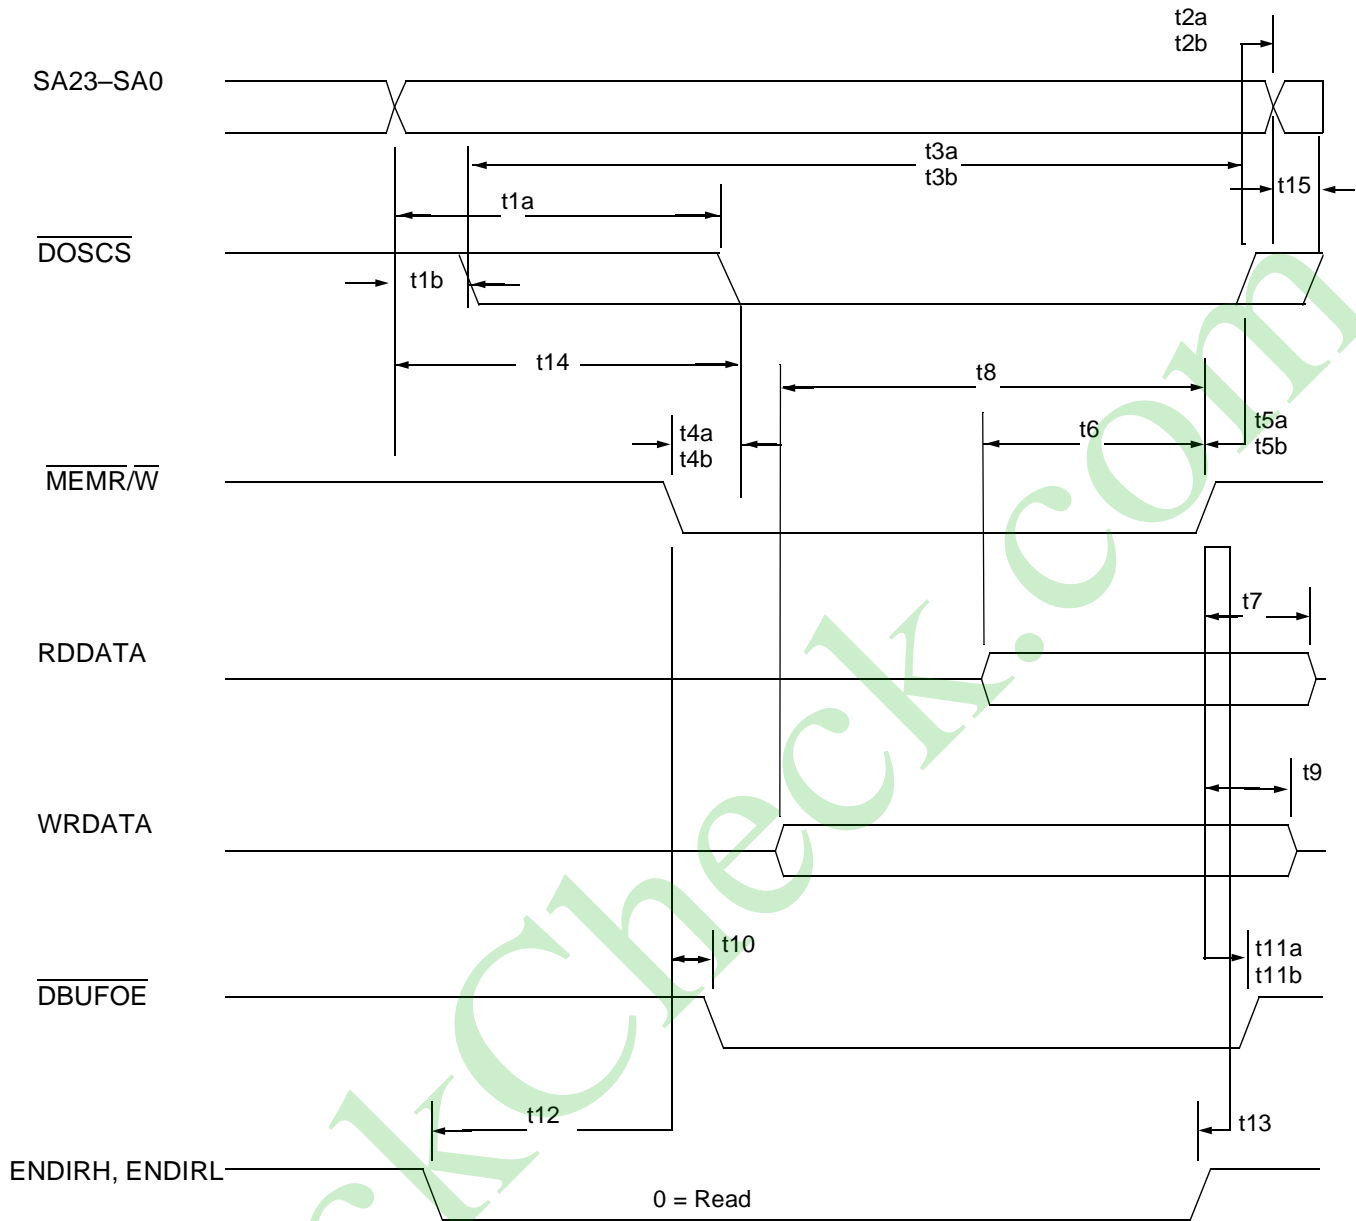 t2a
t2b
SA23–SA0
t3a
t3b
t15
t1a
DOSCS
t1b
t14
t8
t4a
t4b
t6
t5a
t5b
MEMR/W
t7
RDDATA
t9
WRDATA
t10
t11a
t11b
DBUFOE
t12
t13
ENDIRH, ENDIRL
0 = Read
ckCheck.com